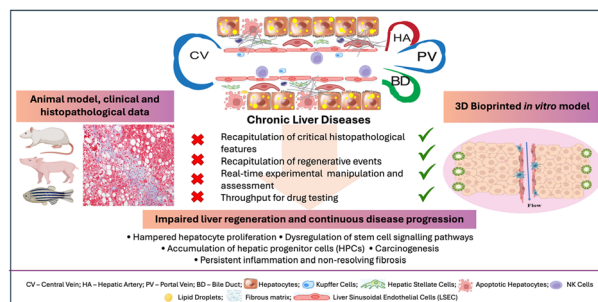 CV
HA
PV
BD
Animal model, clinical and
histopathological data
Chronic Liver Diseases
3D Bioprinted in vitro model
Recapitulation of critical histopathological
features
Recapitulation of regenerative events
Real-time experimental manipulation and
assessment
Throughput for drug testing
Flow
Impaired liver regeneration and continuous disease progression
• Hampered hepatocyte proliferation • Dysregulation of stem cell signalling pathways
• Accumulation of hepatic progenitor cells (HPCs) • Carcinogenesis
• Persistent inflammation and non-resolving fibrosis
CV – Central Vein; HA – Hepatic Artery; PV – Portal Vein; BD – Bile Duct; Hepatocytes; Kupffer Cells; Hepatic Stellate Cells; Apoptotic Hepatocytes; NK Cells
Lipid Droplets; Fibrous matrix; Liver Sinusoidal Endothelial Cells (LSEC)